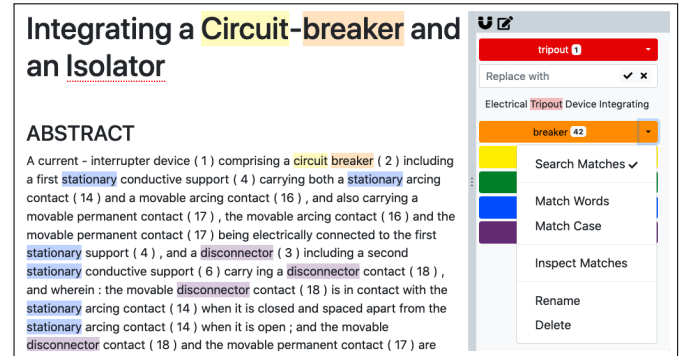 Integrating a Circuit-breaker and
an Isolator
ABSTRACT
A current - interrupter device ( 1 ) comprising a circuit breaker ( 2 ) including
a first stationary conductive support ( 4 ) carrying both a stationary arcing
contact ( 14 ) and a movable arcing contact ( 16 ) , and also carrying a
movable permanent contact ( 17 ) , the movable arcing contact ( 16 ) and the
movable permanent contact ( 17 ) being electrically connected to the first
stationary support ( 4 ) , and a disconnector ( 3 ) including a second
stationary conductive support ( 6 ) carry ing a disconnector contact ( 18 ) ,
and wherein : the movable disconnector contact ( 18 ) is in contact with the
stationary arcing contact ( 14 ) when it is closed and spaced apart from the
stationary arcing contact ( 14 ) when it is open ; and the movable
disconnector contact ( 18 ) and the movable permanent contact ( 17 ) are
tripout 1
Replace with
Electrical Tripout Device Integrating
breaker 42
Search Matches
Match Words
Match Case
Inspect Matches
Rename
Delete